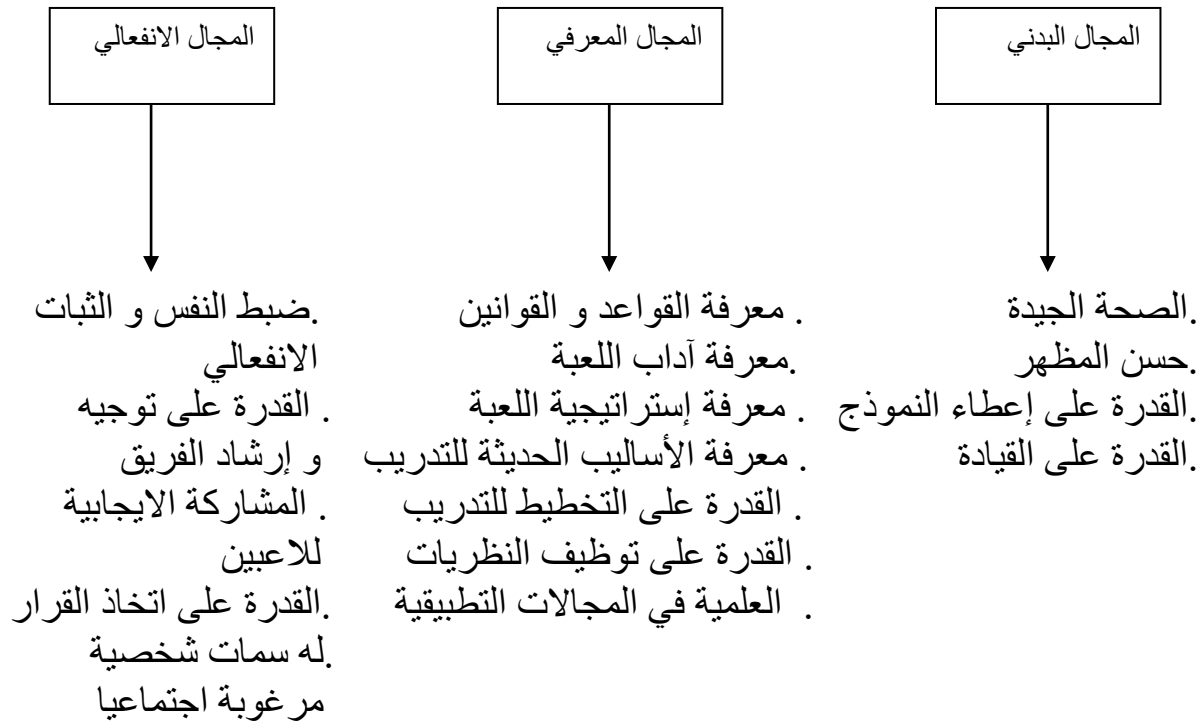 المجال البدني
المجال المعرفي
المجال الانفعالي
.الصحة الجيدة
.حسن المظهر
.القدرة على إعطاء النموذج
.القدرة على القيادة
. معرفة القواعد و القوانين
.معرفة آداب اللعبة
. معرفة إستراتيجية اللعبة
. معرفة الأساليب الحديثة للتدريب
. القدرة على التخطيط للتدريب
. القدرة على توظيف النظريات
. العلمية في المجالات التطبيقية
.ضبط النفس و الثبات
الانفعالي
. القدرة على توجيه
و إرشاد الفريق
. المشاركة الايجابية
للاعبين
.القدرة على اتخاذ القرار
.له سمات شخصية
مرغوبة اجتماعيا